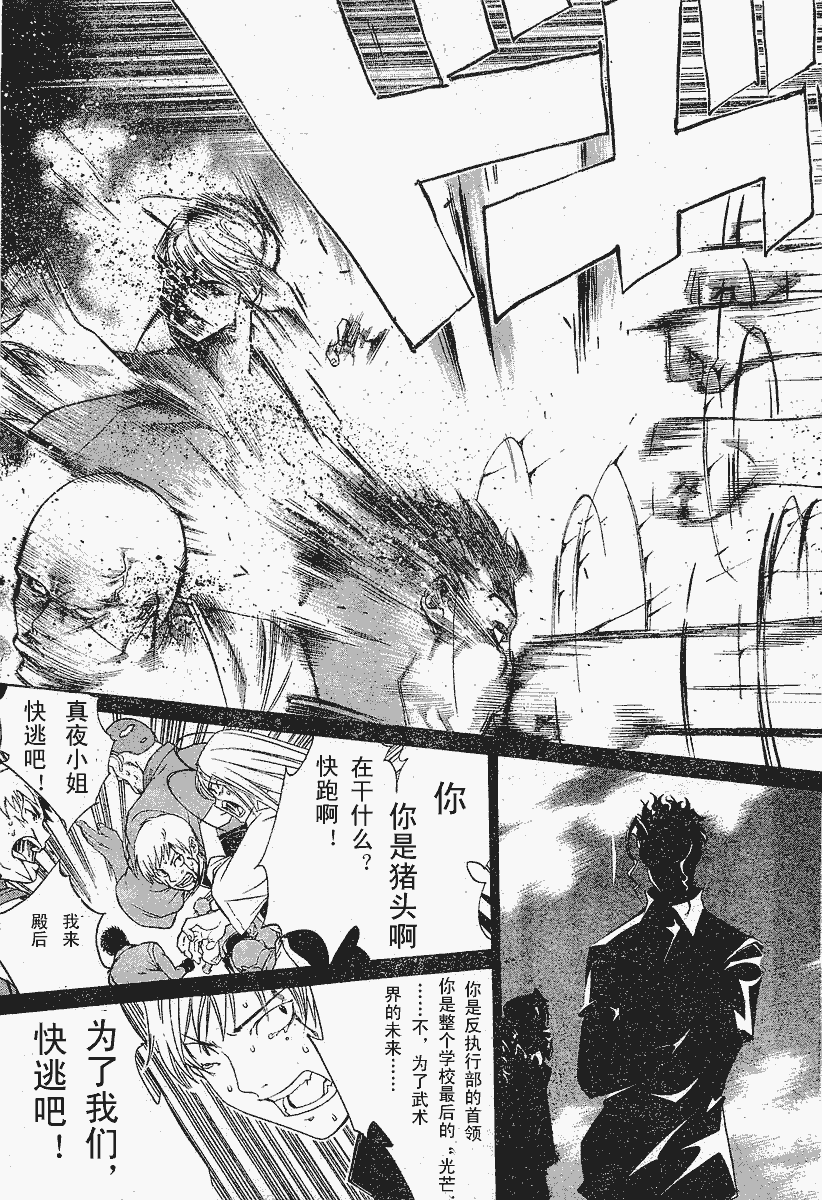 你
你是猪头啊
在干什么？
快跑啊！
真夜小姐
快逃吧！
我来
殿后
你是反执行部的首领
你是整个学校最后的“光芒”
……不，为了武术
界的未来……
为了我们，
快逃吧！